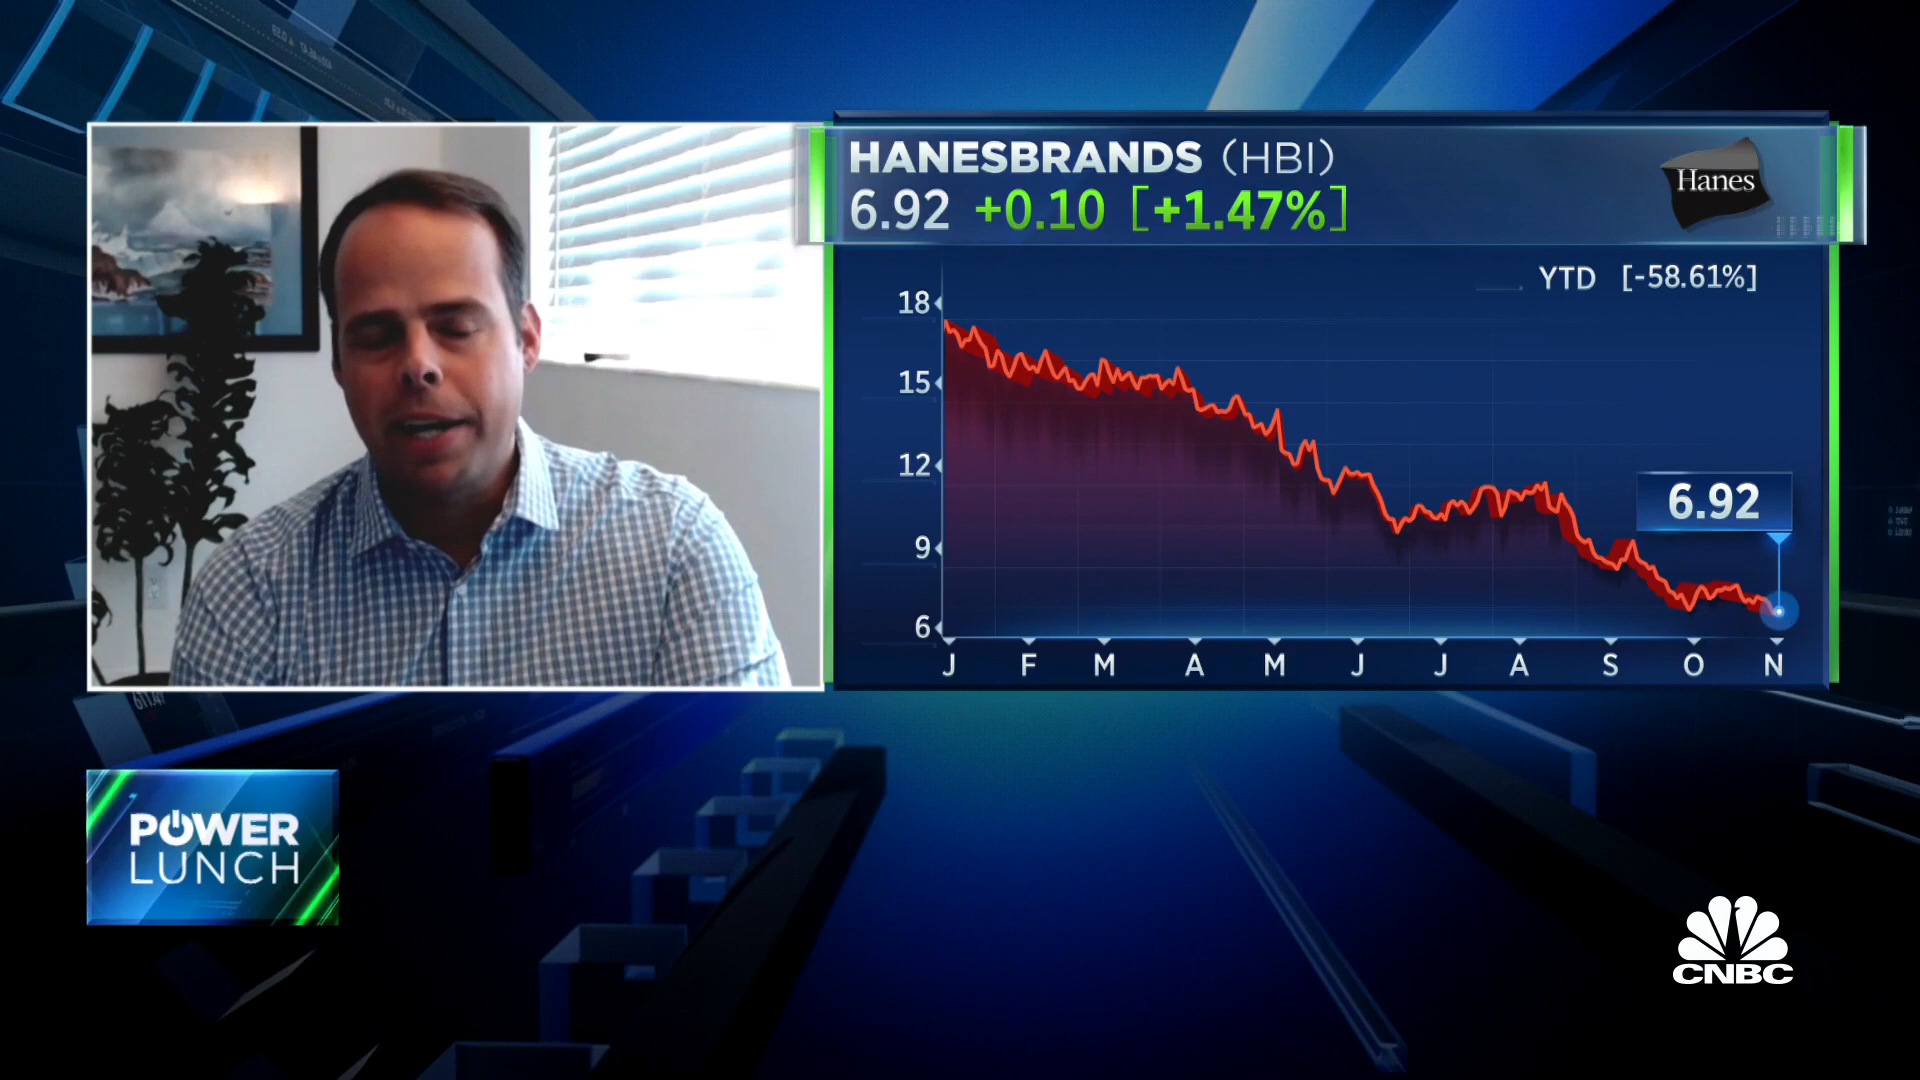 HANESBRANDS (HBI)
6.92 +0.10 [+1.47%]
Hanes
YTD [-58.61%]
18
15
12
9
6
6.92
J F M A M J J A S O N
POWER
LUNCH
CNBC